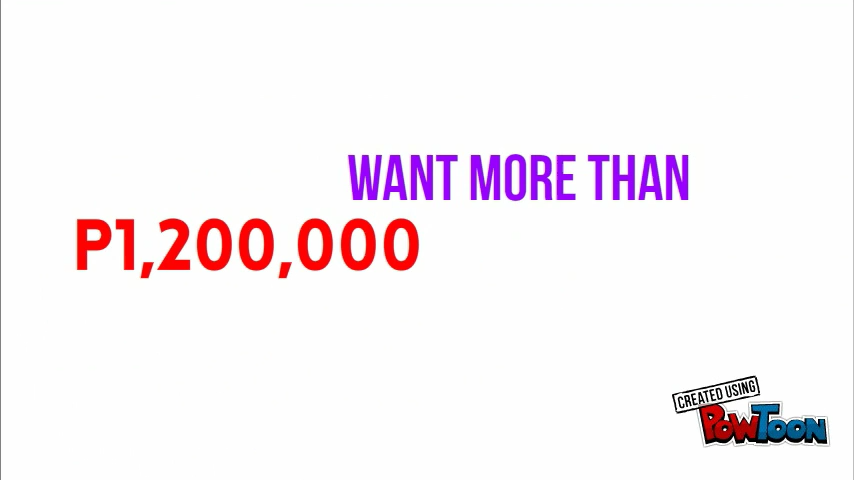 WANT MORE THAN
P1,200,000
CREATED USING
POWTOON